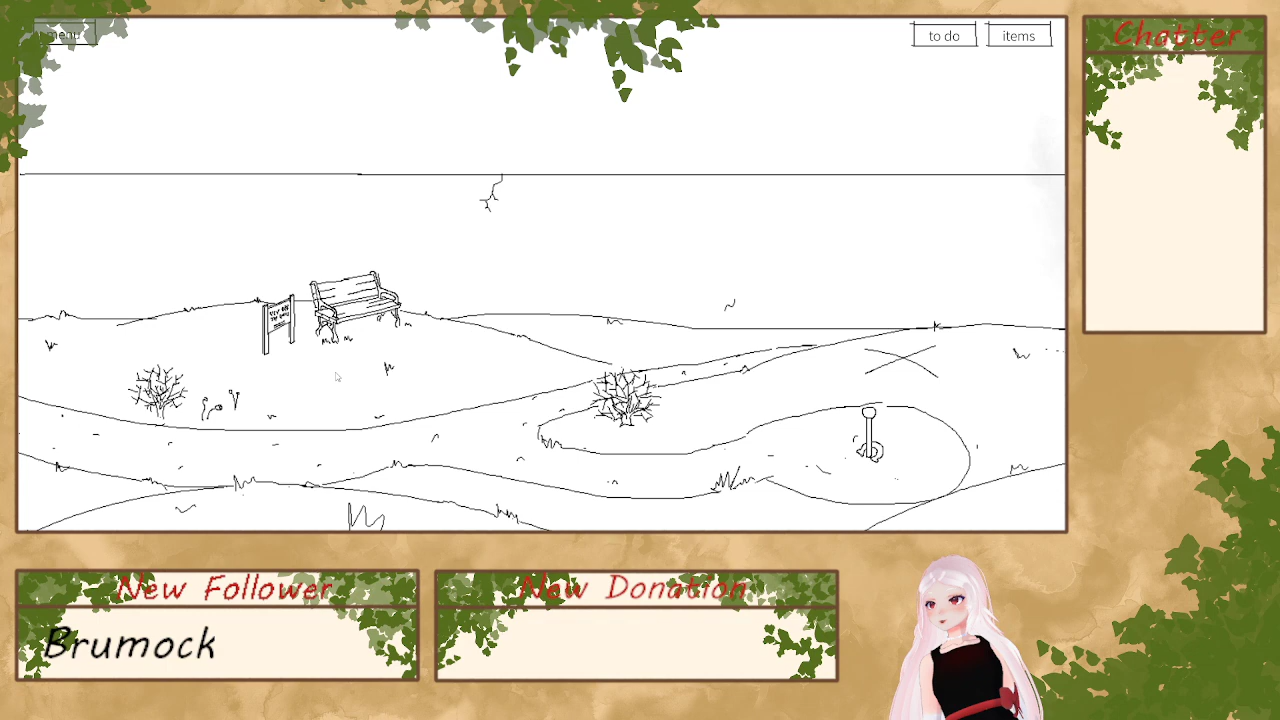 menu
to do
items
Chatter
New Follower
New Donation
Brumock